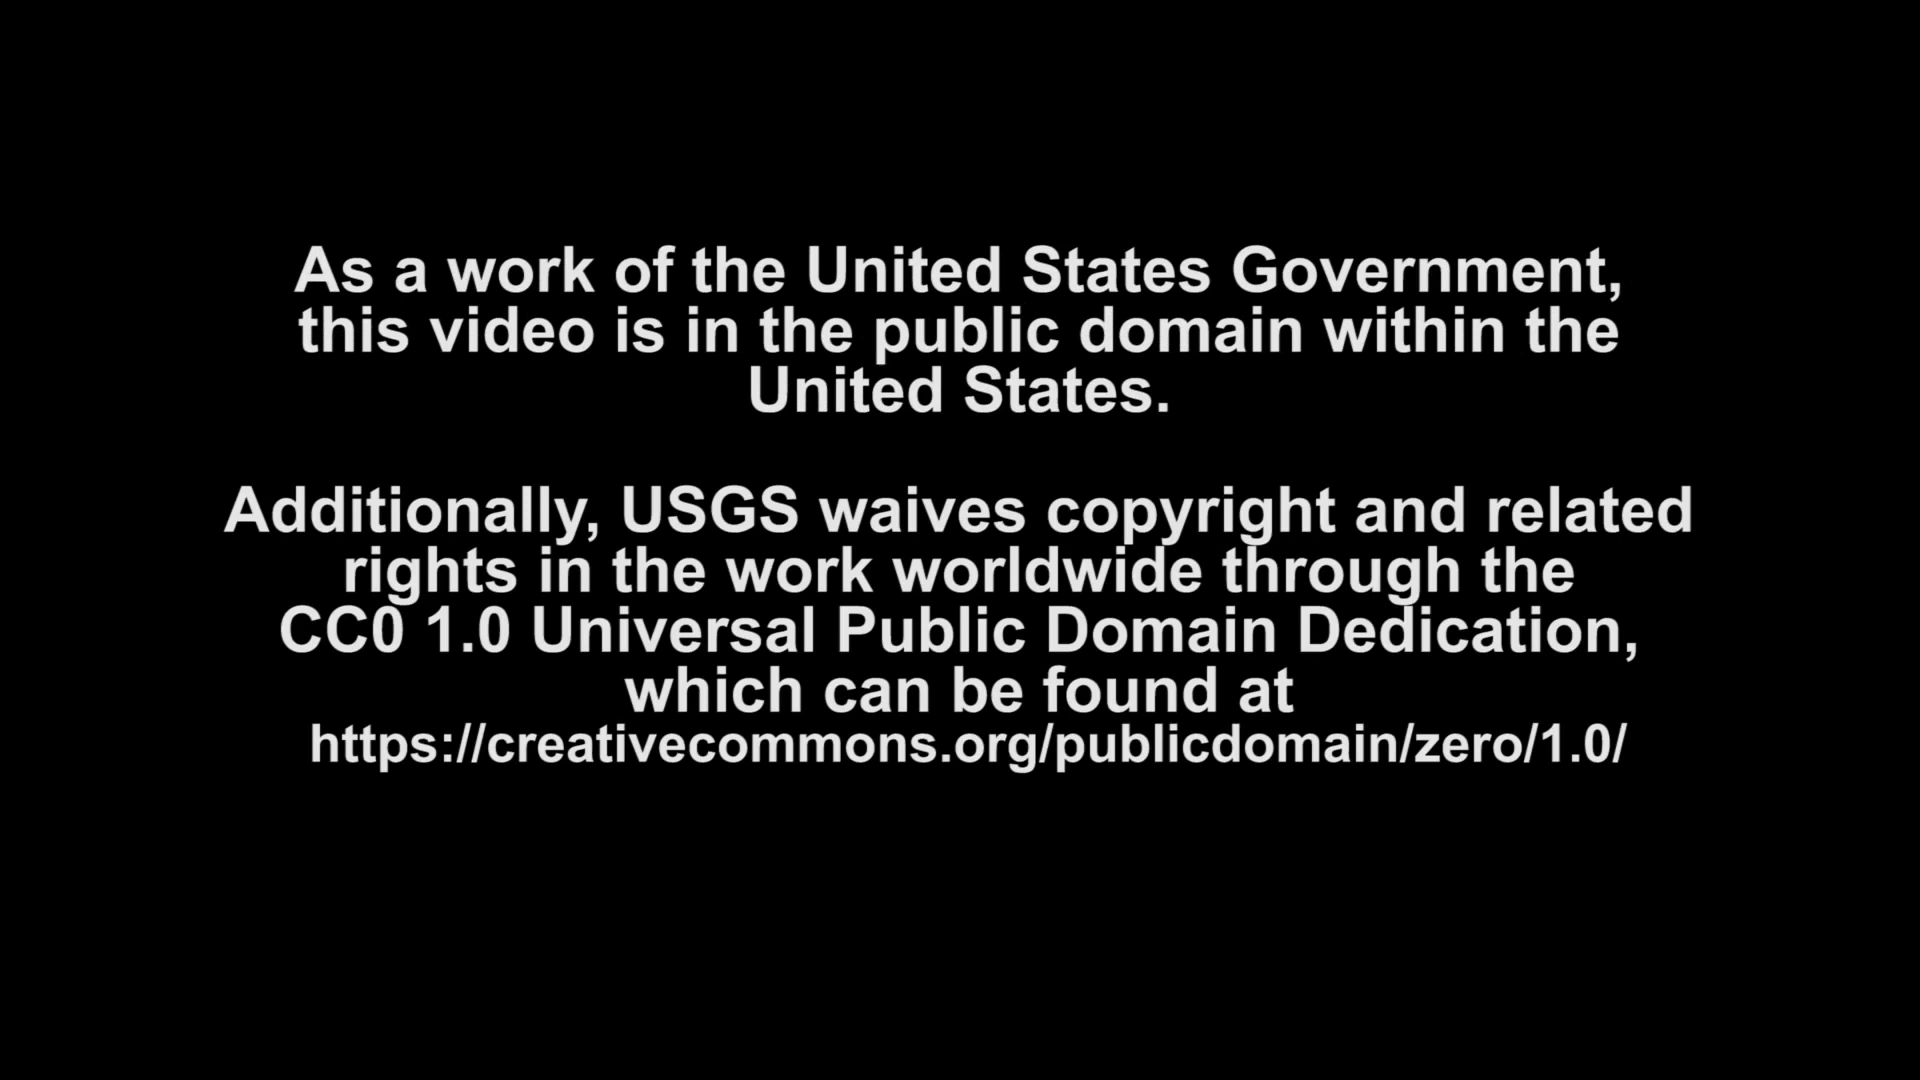 As a work of the United States Government,
this video is in the public domain within the
United States.
Additionally, USGS waives copyright and related
rights in the work worldwide through the
CC0 1.0 Universal Public Domain Dedication,
which can be found at
https://creativecommons.org/publicdomain/zero/1.0/